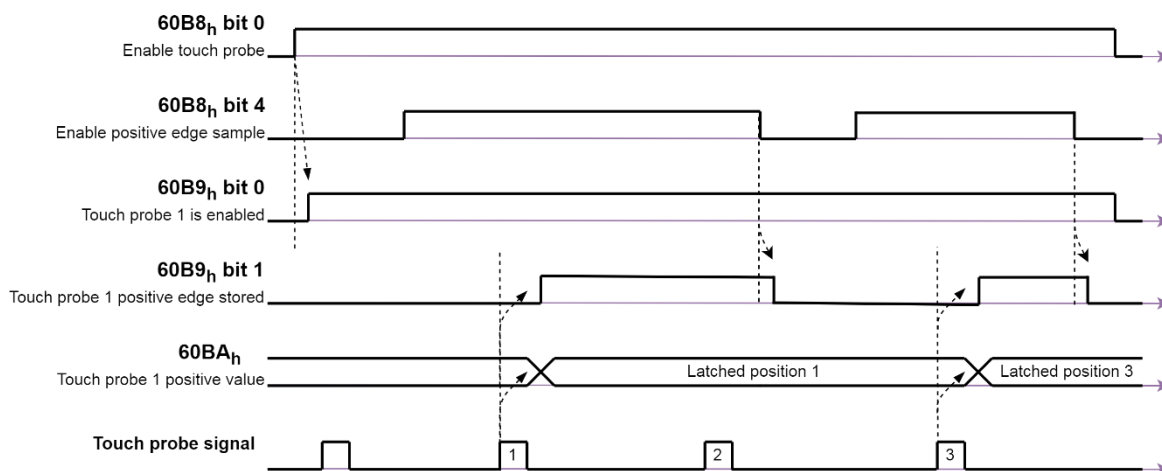 60B8h bit 0
Enable touch probe
60B8h bit 4
Enable positive edge sample
60B9h bit 0
Touch probe 1 is enabled
60B9h bit 1
Touch probe 1 positive edge stored
60BAh
Touch probe 1 positive value
Latched position 1
Latched position 3
Touch probe signal
1
2
3